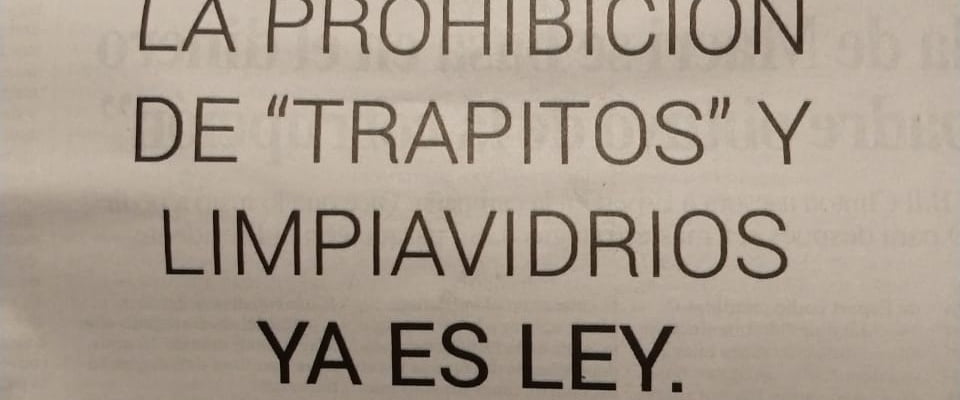 LA PROHIBICIÓN
DE “TRAPITOS” Y
LIMPIAVIDRIOS
YA ES LEY.